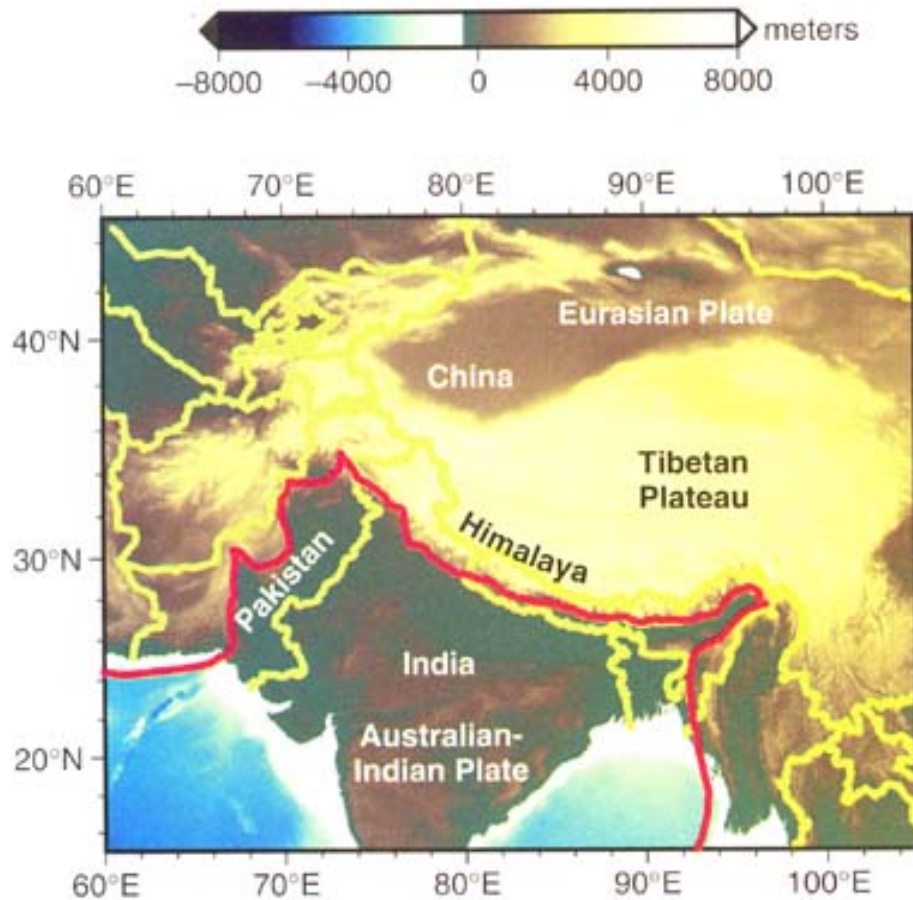 meters
–8000 –4000 0 4000 8000
60°E 70°E 80°E 90°E 100°E
40°N
Eurasian Plate
China
Tibetan
Plateau
Himalaya
30°N
Pakistan
India
Australian-
Indian Plate
20°N
60°E 70°E 80°E 90°E 100°E